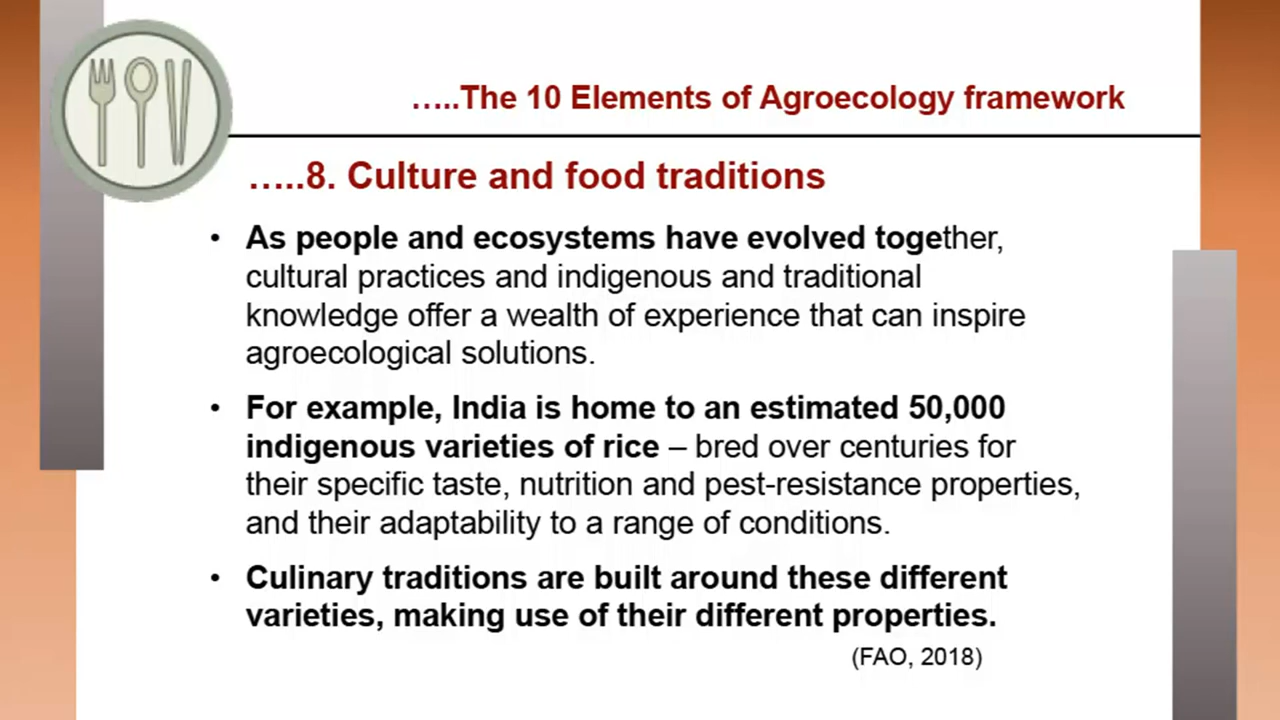 …..The 10 Elements of Agroecology framework
…..8. Culture and food traditions
• As people and ecosystems have evolved together,
cultural practices and indigenous and traditional
knowledge offer a wealth of experience that can inspire
agroecological solutions.
• For example, India is home to an estimated 50,000
indigenous varieties of rice – bred over centuries for
their specific taste, nutrition and pest-resistance properties,
and their adaptability to a range of conditions.
• Culinary traditions are built around these different
varieties, making use of their different properties.
(FAO, 2018)